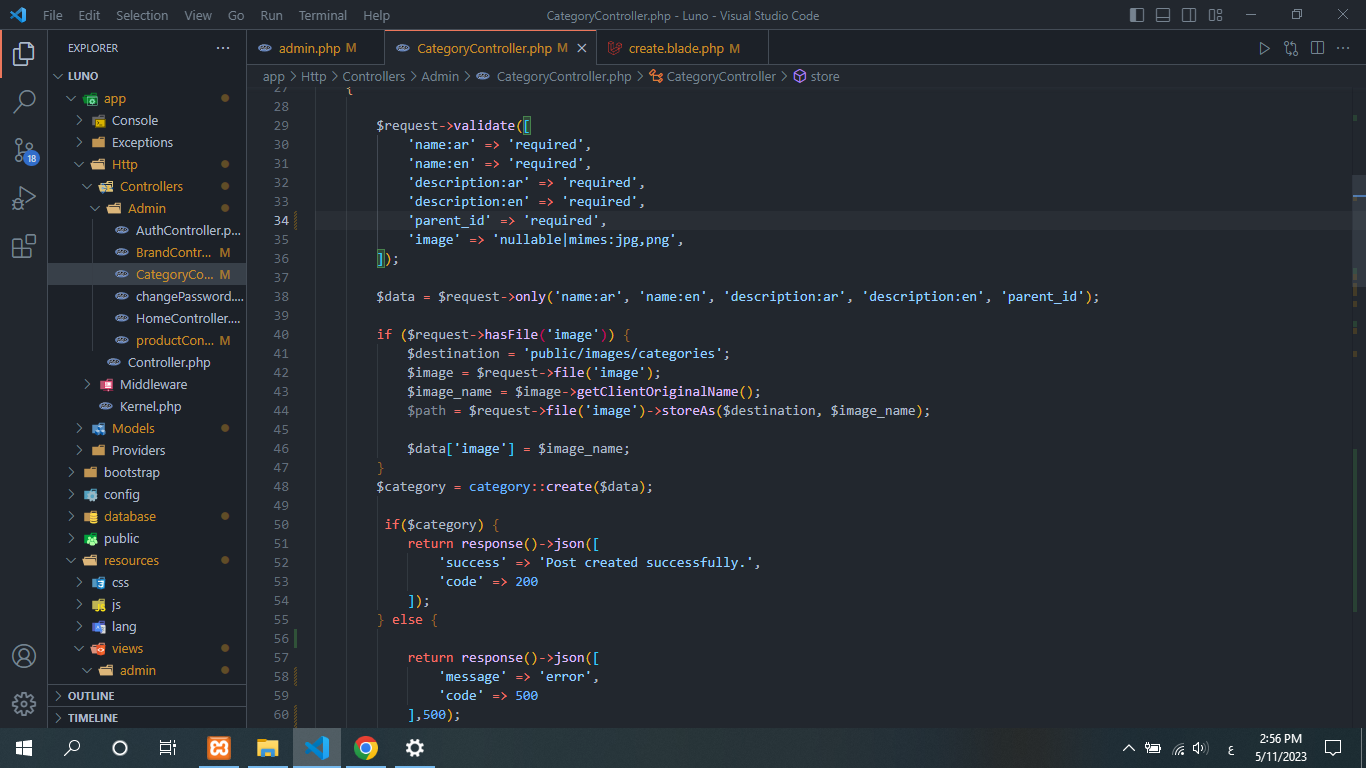 File Edit Selection View Go Run Terminal Help
CategoryController.php - Luno - Visual Studio Code
EXPLORER
LUNO
app
Console
Exceptions
Http
Controllers
Admin
AuthController.p...
BrandContr... M
CategoryCo... M
changePassword....
HomeController....
productCon... M
Controller.php
Middleware
Kernel.php
Models
Providers
bootstrap
config
database
public
resources
css
js
lang
views
admin
OUTLINE
TIMELINE
18
admin.php M
CategoryController.php M
create.blade.php M
app > Http > Controllers > Admin > CategoryController.php > CategoryController > store
27 {
28
29 $request->validate([
30 'name:ar' => 'required',
31 'name:en' => 'required',
32 'description:ar' => 'required',
33 'description:en' => 'required',
34 'parent_id' => 'required',
35 'image' => 'nullable|mimes:jpg,png',
36 ]);
37
38 $data = $request->only('name:ar', 'name:en', 'description:ar', 'description:en', 'parent_id');
39
40 if ($request->hasFile('image')) {
41 $destination = 'public/images/categories';
42 $image = $request->file('image');
43 $image_name = $image->getClientOriginalName();
44 $path = $request->file('image')->storeAs($destination, $image_name);
45
46 $data['image'] = $image_name;
47 }
48 $category = category::create($data);
49
50 if($category) {
51 return response()->json([
52 'success' => 'Post created successfully.',
53 'code' => 200
54 ]);
55 } else {
56
57 return response()->json([
58 'message' => 'error',
59 'code' => 500
60 ],500);
ع
2:56 PM
5/11/2023